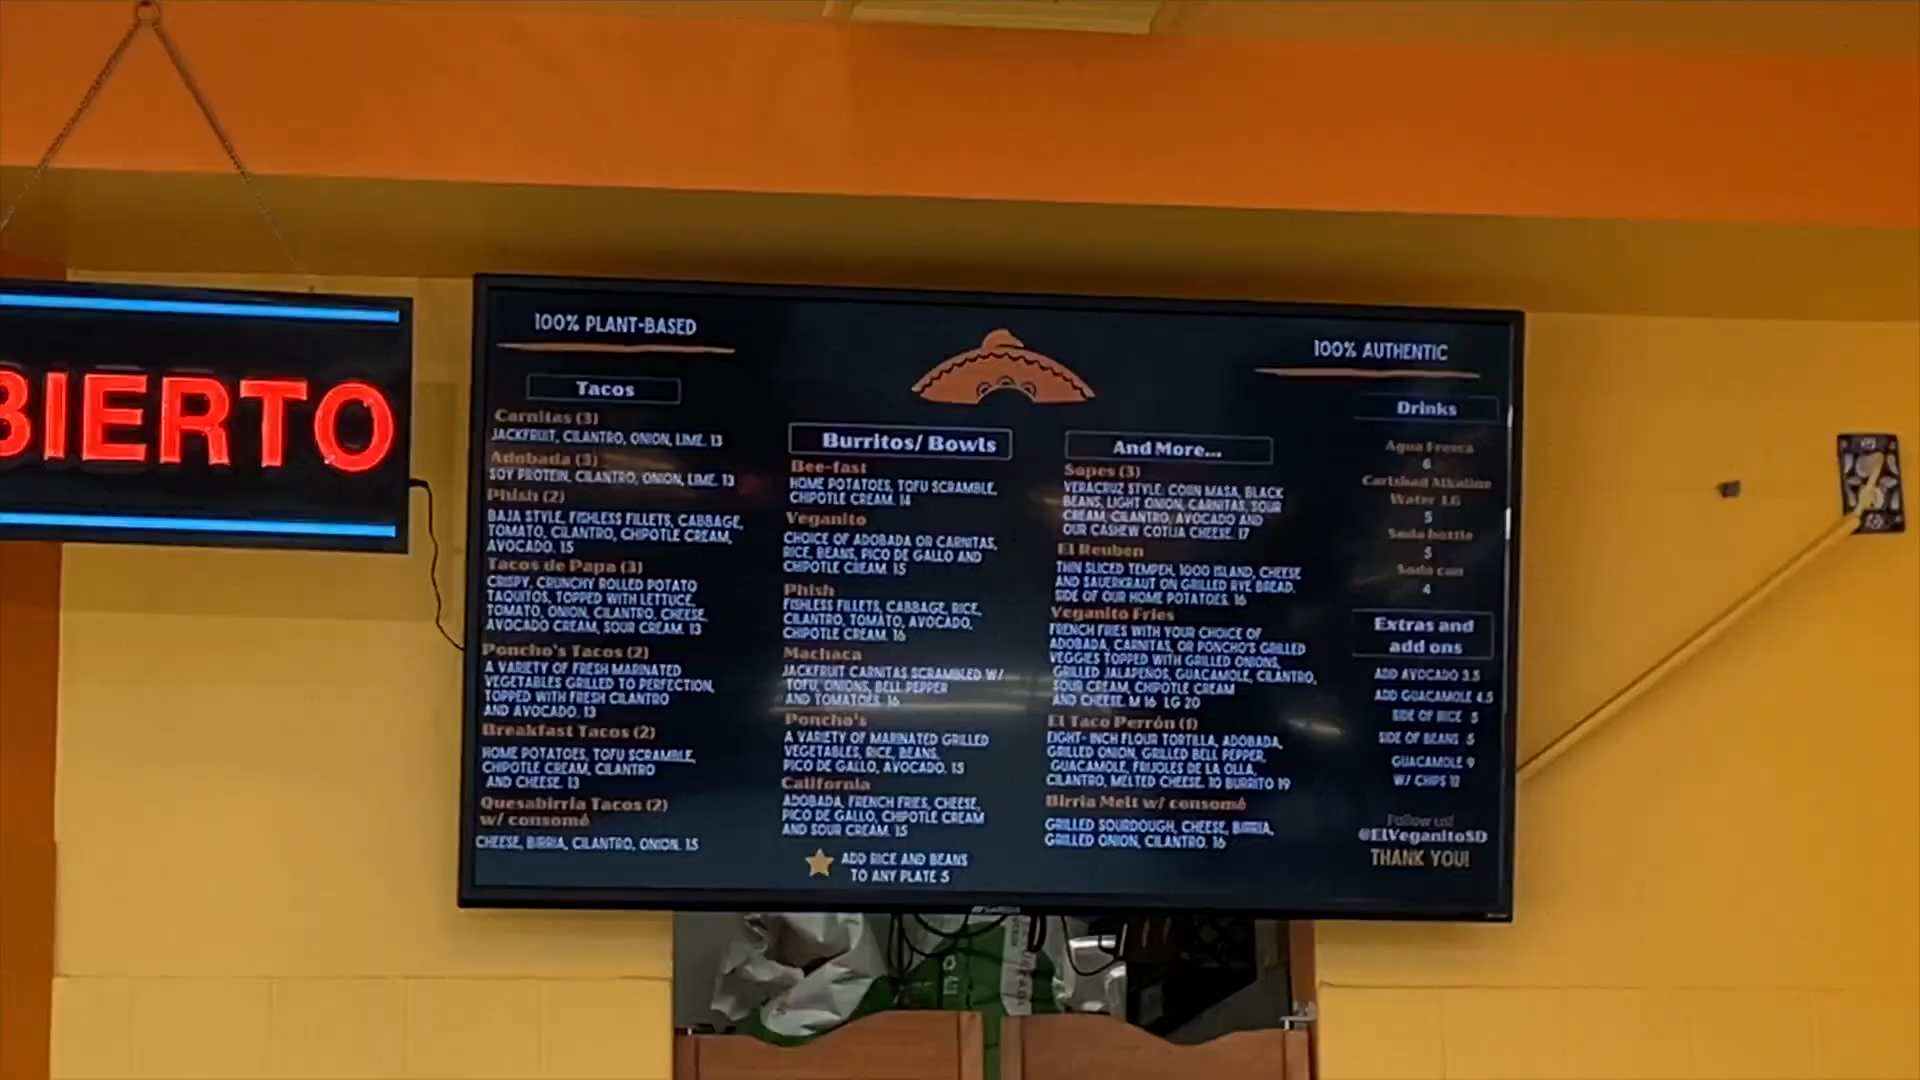 BIERTO
100% PLANT-BASED
100% AUTHENTIC
Tacos
Carnitas (3)
JACKFRUIT, CILANTRO, ONION, LIME. 13
Adobada (3)
SOY PROTEIN, CILANTRO, ONION, LIME. 13
Phish (2)
BAJA STYLE, FISHLESS FILLETS, CABBAGE,
TOMATO, CILANTRO, CHIPOTLE CREAM,
AVOCADO. 15
Tacos de Papa (3)
CRISPY, CRUNCHY ROLLED POTATO
TAQUITOS, TOPPED WITH LETTUCE,
TOMATO, ONION, CILANTRO, CHEESE,
AVOCADO CREAM, SOUR CREAM. 13
Poncho's Tacos (2)
A VARIETY OF FRESH MARINATED
VEGETABLES GRILLED TO PERFECTION,
TOPPED WITH FRESH CILANTRO
AND AVOCADO. 13
Breakfast Tacos (2)
HOME POTATOES, TOFU SCRAMBLE,
CHIPOTLE CREAM, CILANTRO
AND CHEESE. 13
Quesabirria Tacos (2)
w/ consomé
CHEESE, BIRRIA, CILANTRO, ONION. 15
Burritos/ Bowls
Bee-fast
HOME POTATOES, TOFU SCRAMBLE,
CHIPOTLE CREAM. 14
Veganito
CHOICE OF ADOBADA OR CARNITAS,
RICE, BEANS, PICO DE GALLO AND
CHIPOTLE CREAM. 15
Phish
FISHLESS FILLETS, CABBAGE, RICE,
CILANTRO, TOMATO, AVOCADO,
CHIPOTLE CREAM. 16
Machaca
JACKFRUIT CARNITAS SCRAMBLED W/
TOFU, ONIONS, BELL PEPPER
AND TOMATOES. 16
Poncho's
A VARIETY OF MARINATED GRILLED
VEGETABLES, RICE, BEANS,
PICO DE GALLO, AVOCADO. 15
California
ADOBADA, FRENCH FRIES, CHEESE,
PICO DE GALLO, CHIPOTLE CREAM
AND SOUR CREAM. 15
ADD RICE AND BEANS
TO ANY PLATE 5
And More...
Sopes (3)
VERACRUZ STYLE: CORN MASA, BLACK
BEANS, LIGHT ONION, CARNITAS, SOUR
CREAM, CILANTRO, AVOCADO AND
OUR CASHEW COTIJA CHEESE. 17
El Reuben
THIN SLICED TEMPEH, 1000 ISLAND, CHEESE
AND SAUERKRAUT ON GRILLED RYE BREAD.
SIDE OF OUR HOME POTATOES. 16
Veganito Fries
FRENCH FRIES WITH YOUR CHOICE OF
ADOBADA, CARNITAS, OR PONCHO'S GRILLED
VEGGIES TOPPED WITH GRILLED ONIONS,
GRILLED JALAPEÑOS, GUACAMOLE, CILANTRO,
SOUR CREAM, CHIPOTLE CREAM
AND CHEESE. M 16 LG 20
El Taco Perrón (1)
EIGHT- INCH FLOUR TORTILLA, ADOBADA,
GRILLED ONION, GRILLED BELL PEPPER,
GUACAMOLE, FRIJOLES DE LA OLLA,
CILANTRO, MELTED CHEESE. 10 BURRITO 19
Birria Melt w/ consomé
GRILLED SOURDOUGH, CHEESE, BIRRIA,
GRILLED ONION, CILANTRO. 16
Drinks
Agua Fresca
6
Carlsbad Alkaline
Water 1.G
5
Soda bottle
5
Soda can
4
Extras and
add ons
ADD AVOCADO 3.5
ADD GUACAMOLE 4.5
SIDE OF RICE 5
SIDE OF BEANS 5
GUACAMOLE 9
W/ CHIPS 12
Follow us!
@ElVeganitoSD
THANK YOU!